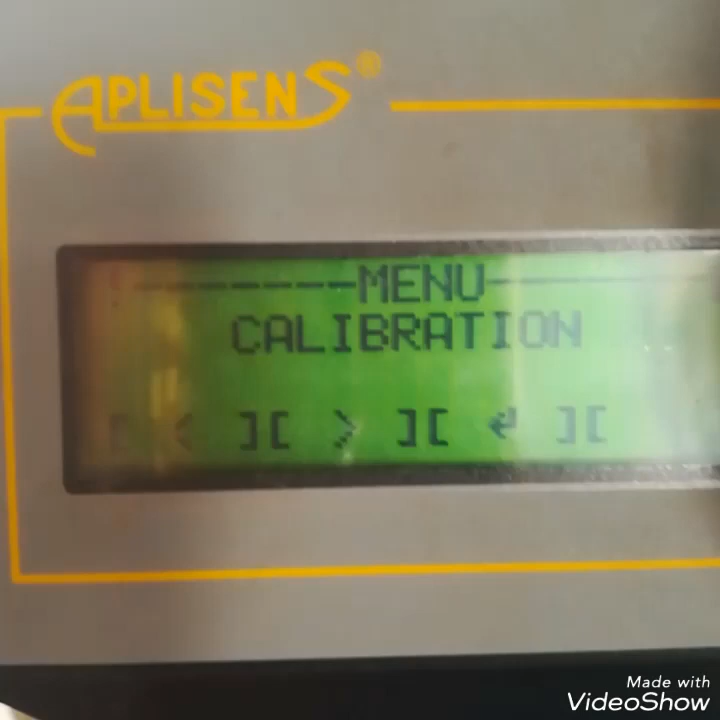 APLISENS®
-------MENU------
CALIBRATION
[ < ][ > ][ ↵ ][
Made with
VideoShow